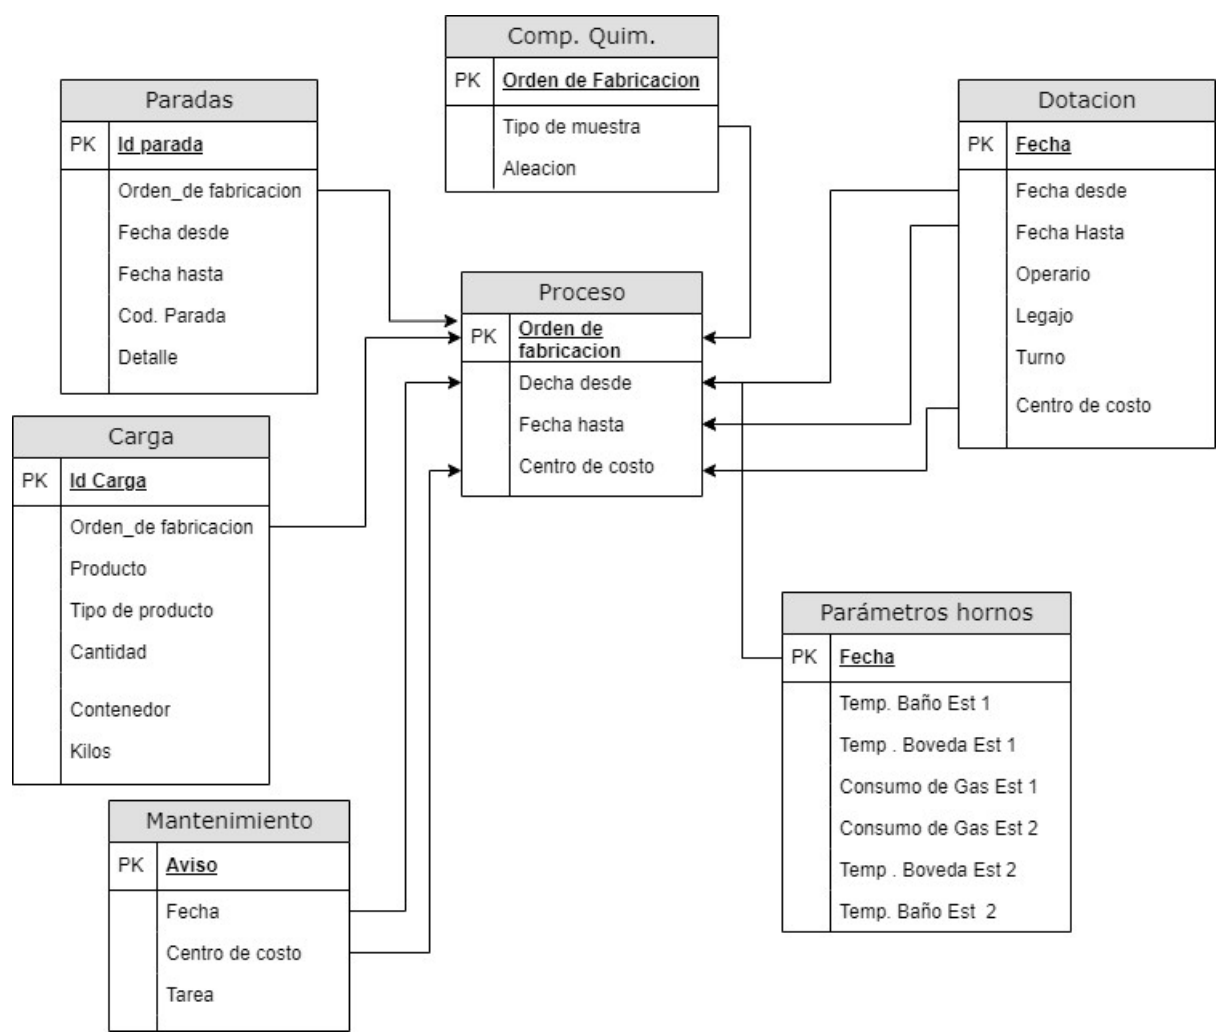 Comp. Quim.
PK Orden de Fabricacion
Tipo de muestra
Aleacion
Paradas
PK Id parada
Orden_de fabricacion
Fecha desde
Fecha hasta
Cod. Parada
Detalle
Dotacion
PK Fecha
Fecha desde
Fecha Hasta
Operario
Legajo
Turno
Centro de costo
Proceso
PK Orden de
fabricacion
Decha desde
Fecha hasta
Centro de costo
Carga
PK Id Carga
Orden_de fabricacion
Producto
Tipo de producto
Cantidad
Contenedor
Kilos
Parámetros hornos
PK Fecha
Temp. Baño Est 1
Temp . Boveda Est 1
Consumo de Gas Est 1
Consumo de Gas Est 2
Temp . Boveda Est 2
Temp. Baño Est 2
Mantenimiento
PK Aviso
Fecha
Centro de costo
Tarea